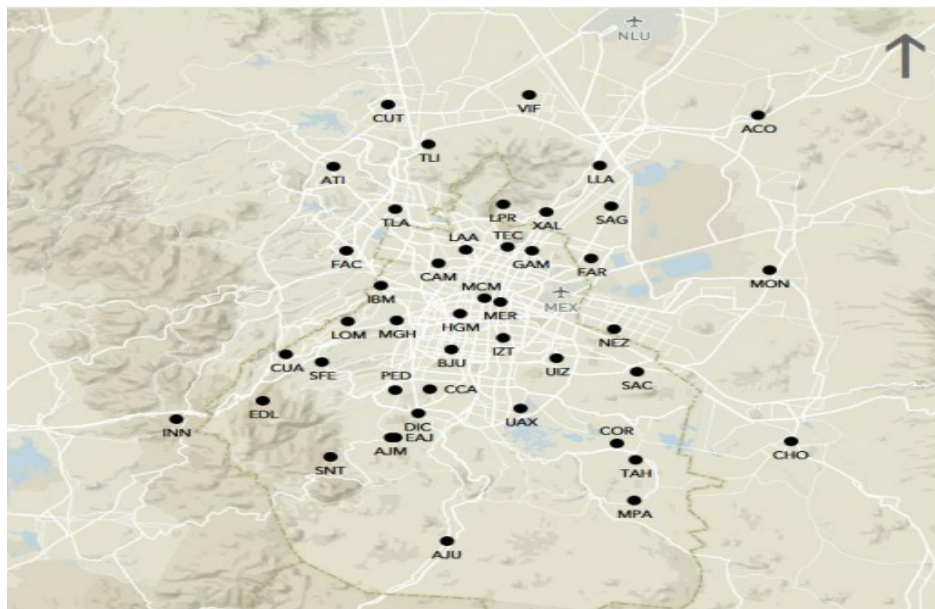 NLU
VIF
CUT
ACO
TLI
ATI
LLA
LPR
XAL
SAG
TLA
LAA
TEC
FAC
CAM
GAM
FAR
MON
MCM
IBM
MER
MEX
HGM
LOM
MGH
NEZ
IZT
BJU
CUA
SFE
UIZ
PED
CCA
SAC
EDL
UAX
DIC
INN
COR
EAJ
AJM
CHO
SNT
TAH
MPA
AJU